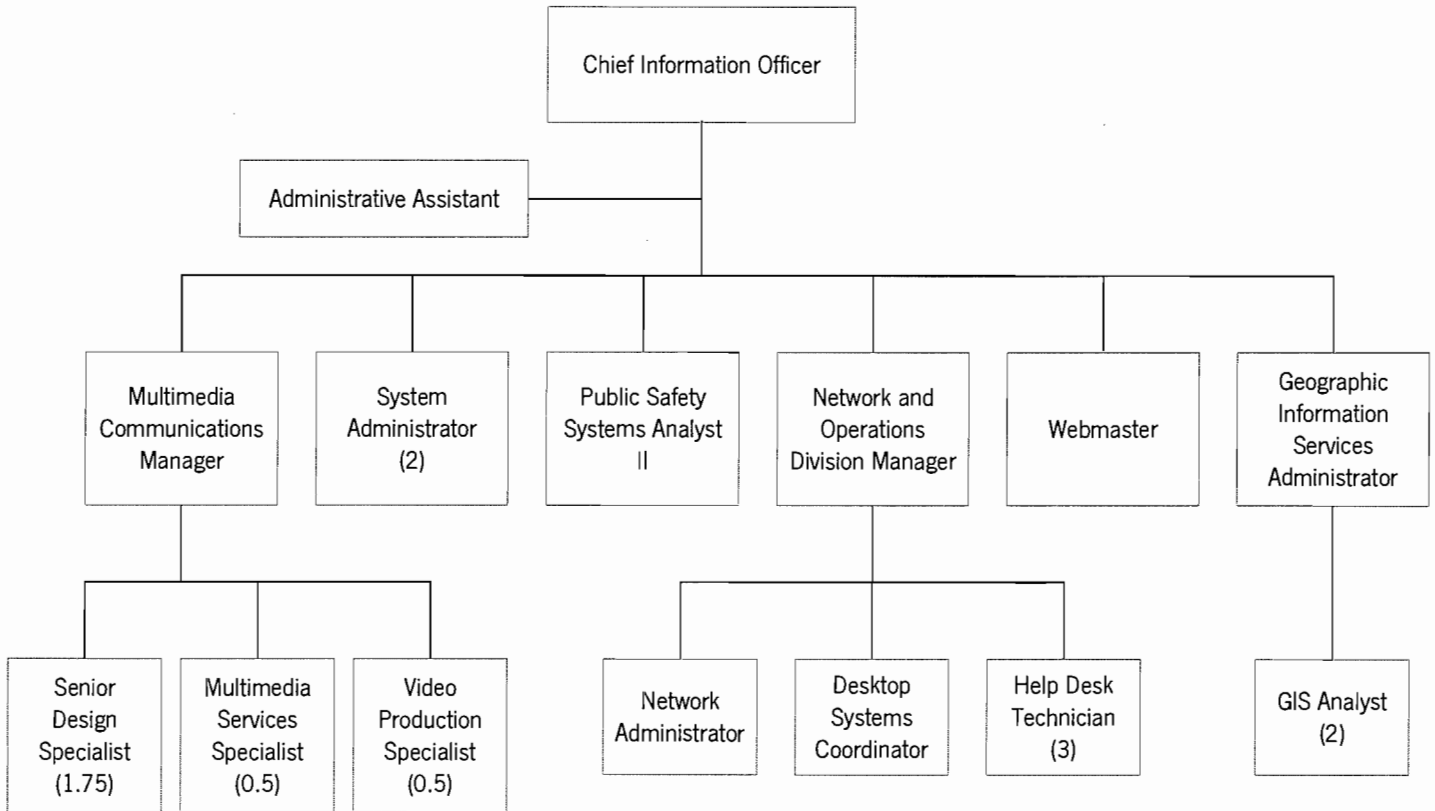 Chief Information Officer
Administrative Assistant
Multimedia
Communications
Manager
System
Administrator
(2)
Public Safety
Systems Analyst
II
Network and
Operations
Division Manager
Webmaster
Geographic
Information
Services
Administrator
Senior
Design
Specialist
(1.75)
Multimedia
Services
Specialist
(0.5)
Video
Production
Specialist
(0.5)
Network
Administrator
Desktop
Systems
Coordinator
Help Desk
Technician
(3)
GIS Analyst
(2)